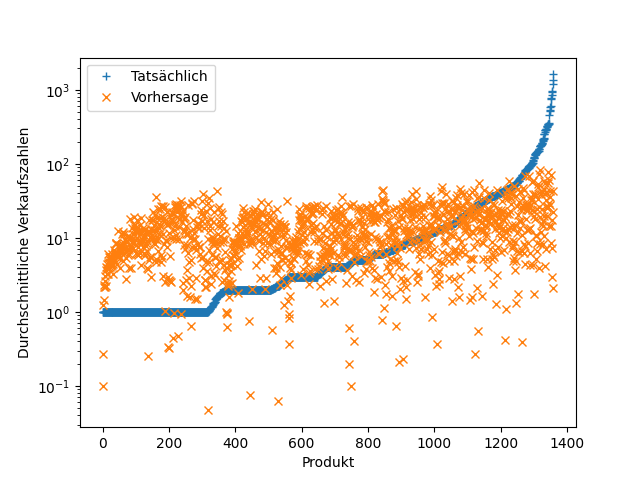 Tatsächlich
Vorhersage
10³
10²
10¹
10⁰
10⁻¹
Durchschnittliche Verkaufszahlen
0 200 400 600 800 1000 1200 1400
Produkt